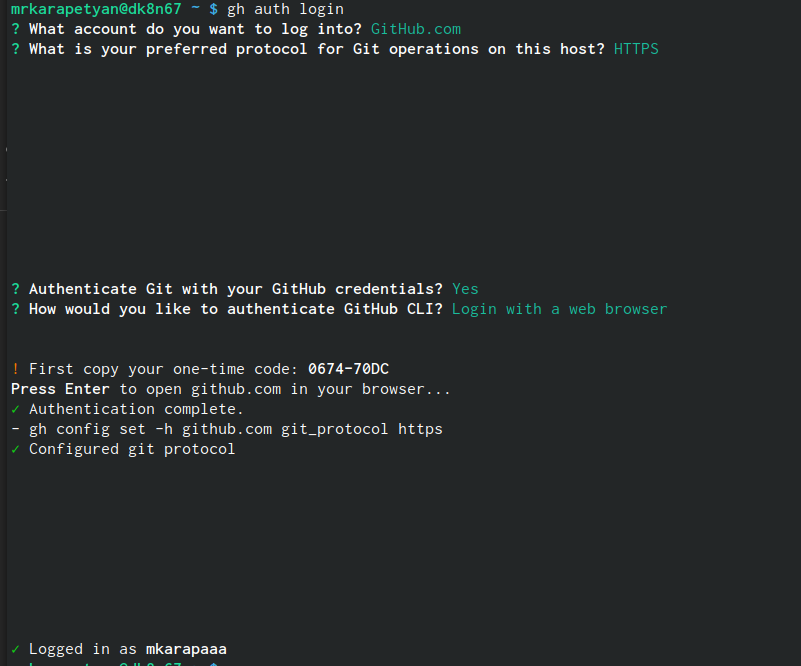 mrkarapetyan@dk8n67 ~ $ gh auth login
? What account do you want to log into? GitHub.com
? What is your preferred protocol for Git operations on this host? HTTPS
? Authenticate Git with your GitHub credentials? Yes
? How would you like to authenticate GitHub CLI? Login with a web browser
! First copy your one-time code: 0674-70DC
Press Enter to open github.com in your browser...
✓ Authentication complete.
- gh config set -h github.com git_protocol https
✓ Configured git protocol
✓ Logged in as mkarapaaa